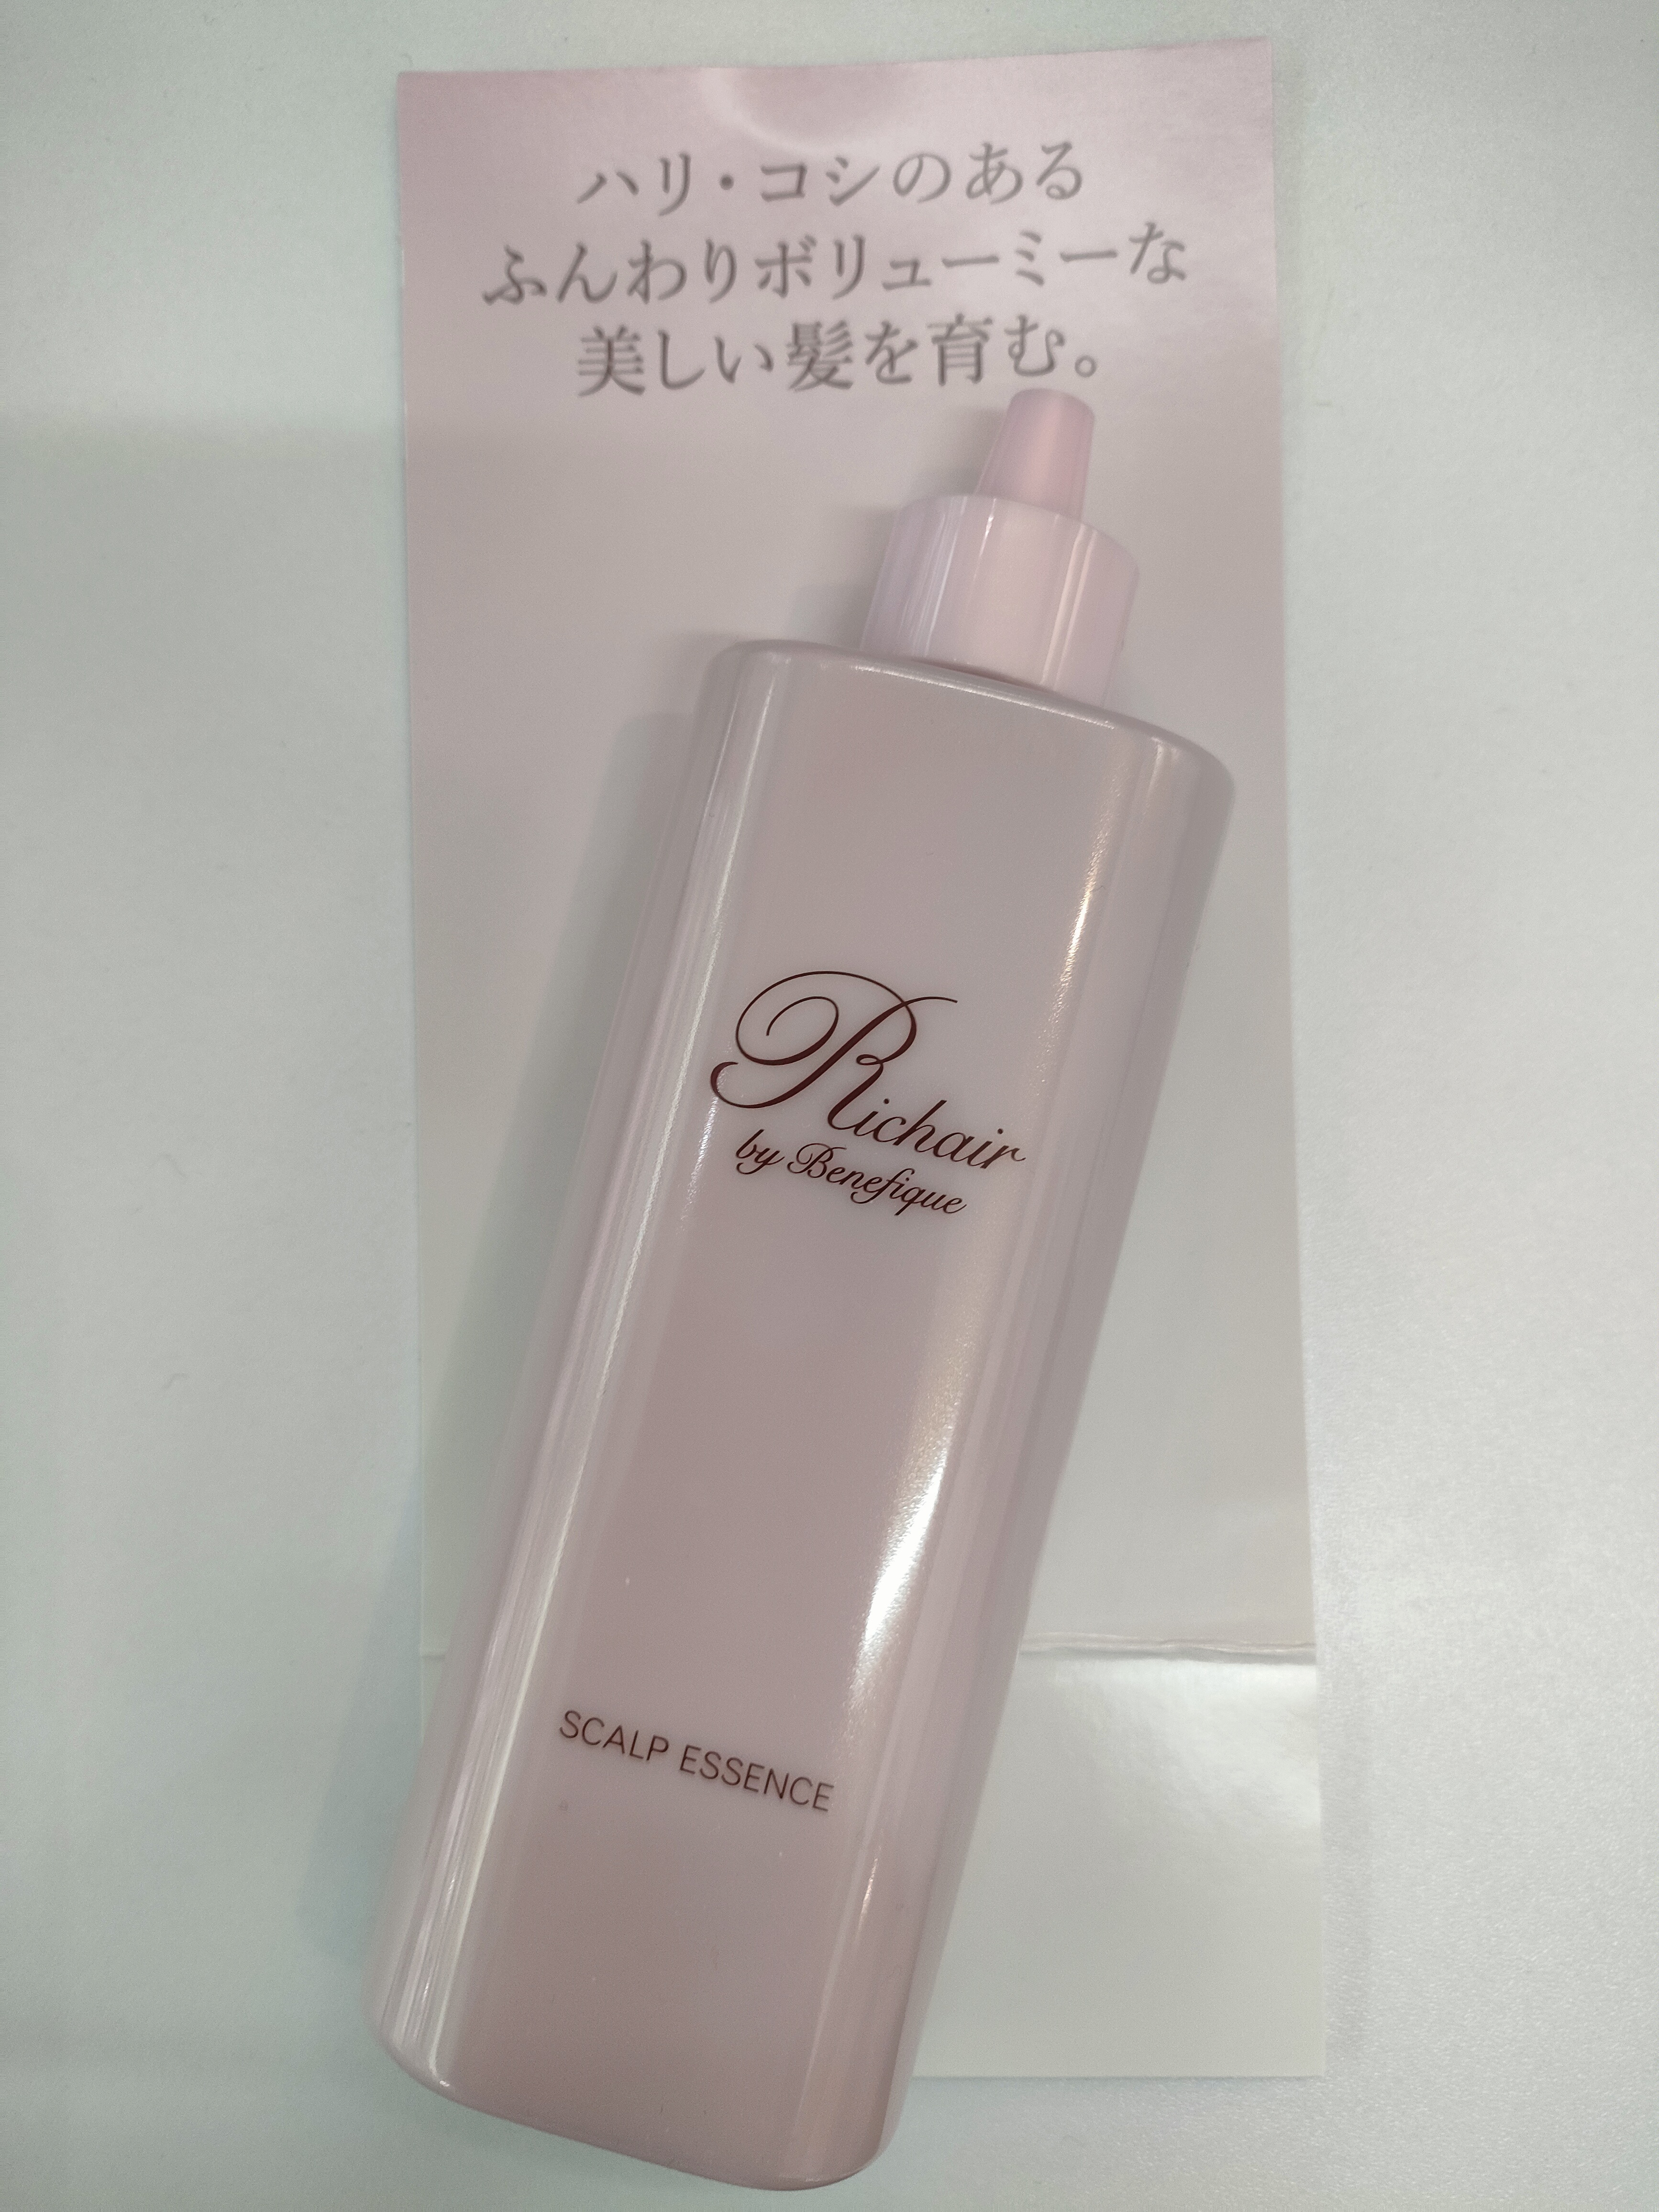 ハリ・コシのある
ふんわりボリューミーな
美しい髪を育む。
Richair
by Benefique
SCALP ESSENCE